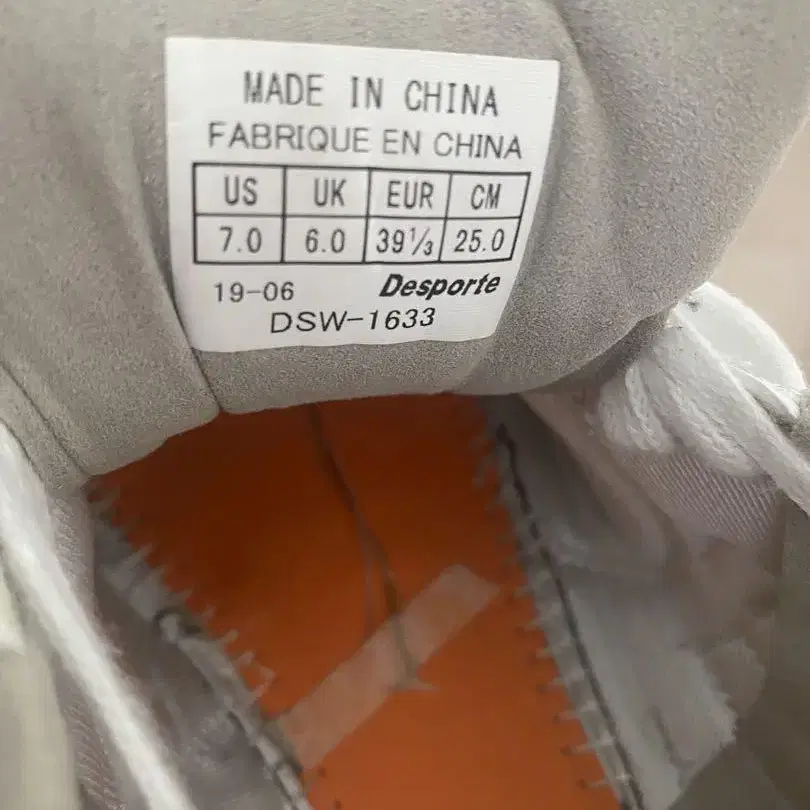 MADE IN CHINA
FABRIQUE EN CHINA
US UK EUR CM
7.0 6.0 39⅓ 25.0
19-06 Desporte
DSW-1633